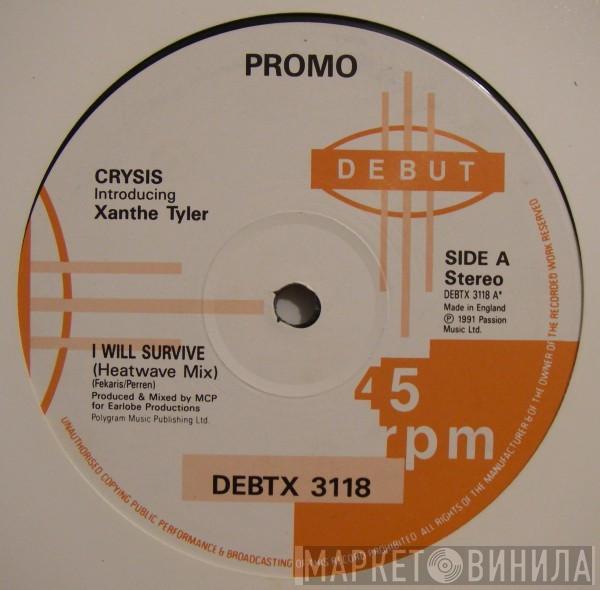 PROMO
CRYSIS
Introducing
Xanthe Tyler
DEBUT
SIDE A
Stereo
DEBTX 3118 A*
Made in England
℗ 1991 Passion
Music Ltd.
I WILL SURVIVE
(Heatwave Mix)
(Fekaris/Perren)
Produced & Mixed by MCP
for Earlobe Productions
Polygram Music Publishing Ltd.
45
rpm
DEBTX 3118
UNAUTHORISED COPYING PUBLIC PERFORMANCE & BROADCASTING OF THIS RECORD PROHIBITED. ALL RIGHTS OF THE MANUFACTURER & OF THE OWNER OF THE RECORDED WORK RESERVED
МАРКЕТ ВИНИЛА